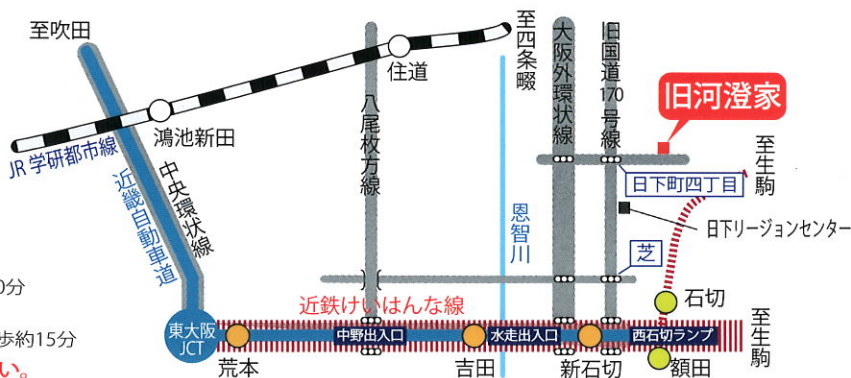 至吹田
住道
至四条畷
大阪外環状線
旧国道170号線
旧河澄家
鴻池新田
JR学研都市線
近畿自動車道
中央環状線
八尾枚方線
恩智川
至生駒
日下町四丁目
日下リージョンセンター
芝
0分
歩約15分
い。
近鉄けいはんな線
石切
東大阪
JCT
荒本
中野出入口
吉田
水走出入口
新石切
西石切ランプ
額田
至生駒